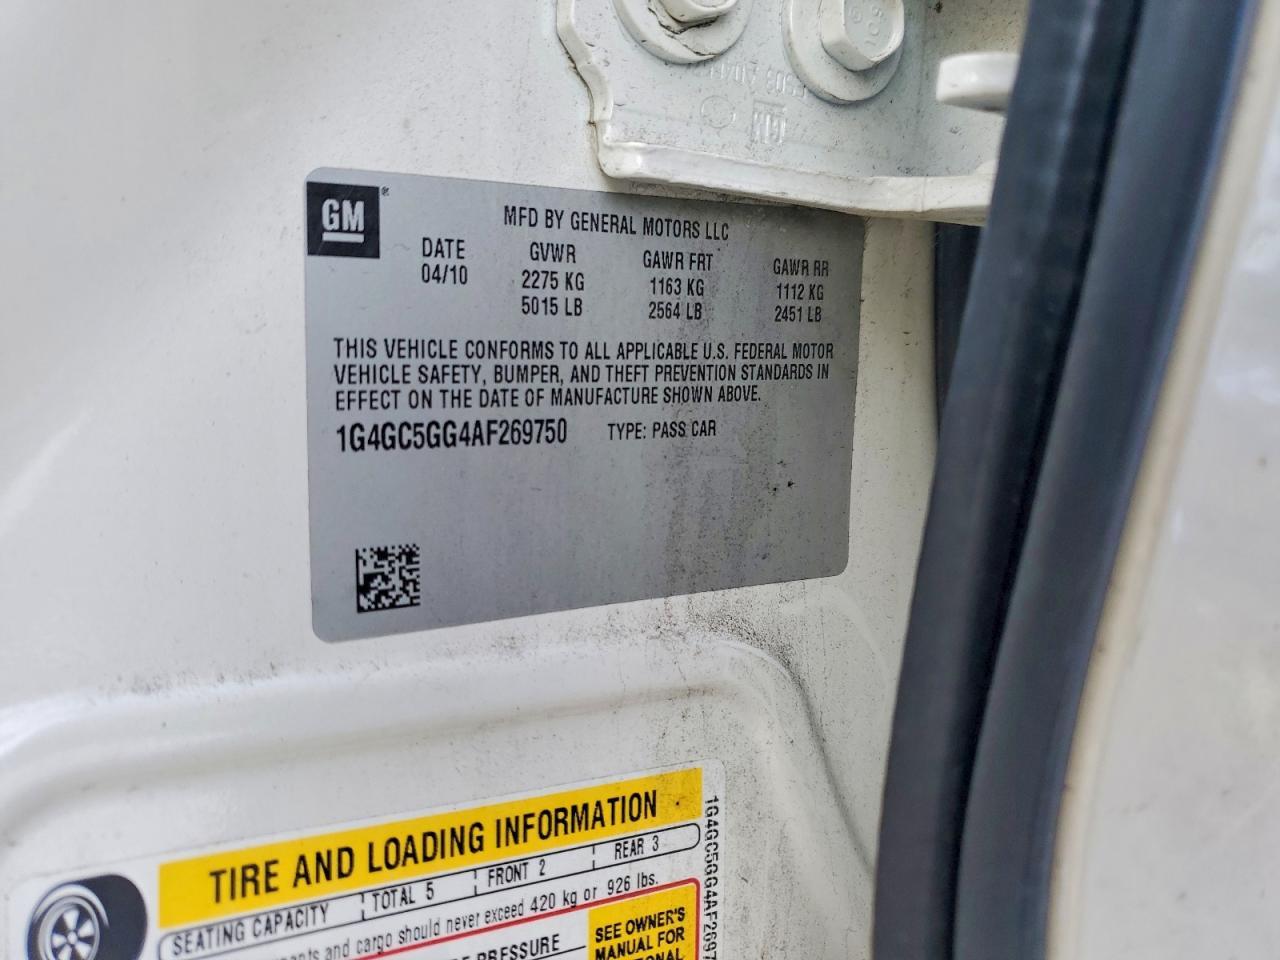 GM
MFD BY GENERAL MOTORS LLC
DATE GVWR GAWR FRT GAWR RR
04/10 2275 KG 1163 KG 1112 KG
5015 LB 2564 LB 2451 LB
THIS VEHICLE CONFORMS TO ALL APPLICABLE U.S. FEDERAL MOTOR
VEHICLE SAFETY, BUMPER, AND THEFT PREVENTION STANDARDS IN
EFFECT ON THE DATE OF MANUFACTURE SHOWN ABOVE.
1G4GC5GG4AF269750 TYPE: PASS CAR
TIRE AND LOADING INFORMATION
SEATING CAPACITY TOTAL 5 FRONT 2 REAR 3
and cargo should never exceed 420 kg or 926 lbs.
PRESSURE
SEE OWNER'S
MANUAL FOR
1G4GC5GG4AF2697